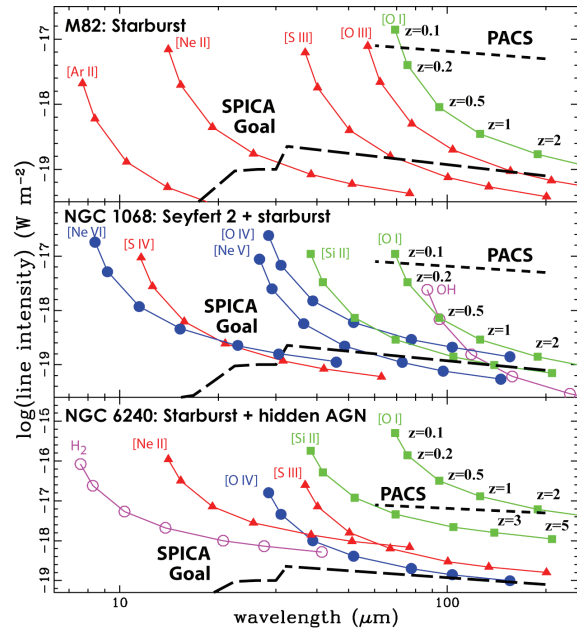 M82: Starburst
[O I]
[Ne II]
[S III]
[O III]
z=0.1
PACS
-17
[Ar II]
z=0.2
SPICA
Goal
z=0.5
-18
z=1
z=2
-19
NGC 1068: Seyfert 2 + starburst
[Ne VI]
[S IV]
[O IV]
[Ne V]
[Si II]
[O I]
z=0.1
PACS
-17
z=0.2
OH
SPICA
Goal
z=0.5
-18
z=1
z=2
-19
NGC 6240: Starburst + hidden AGN
-15
[Ne II]
[Si II]
z=0.1
H2
[O IV]
[S III]
z=0.2
-16
z=0.5
PACS
z=1
z=2
-17
SPICA
Goal
z=3
z=5
-18
-19
10
100
wavelength (μm)
log(line intensity) (W m⁻²)